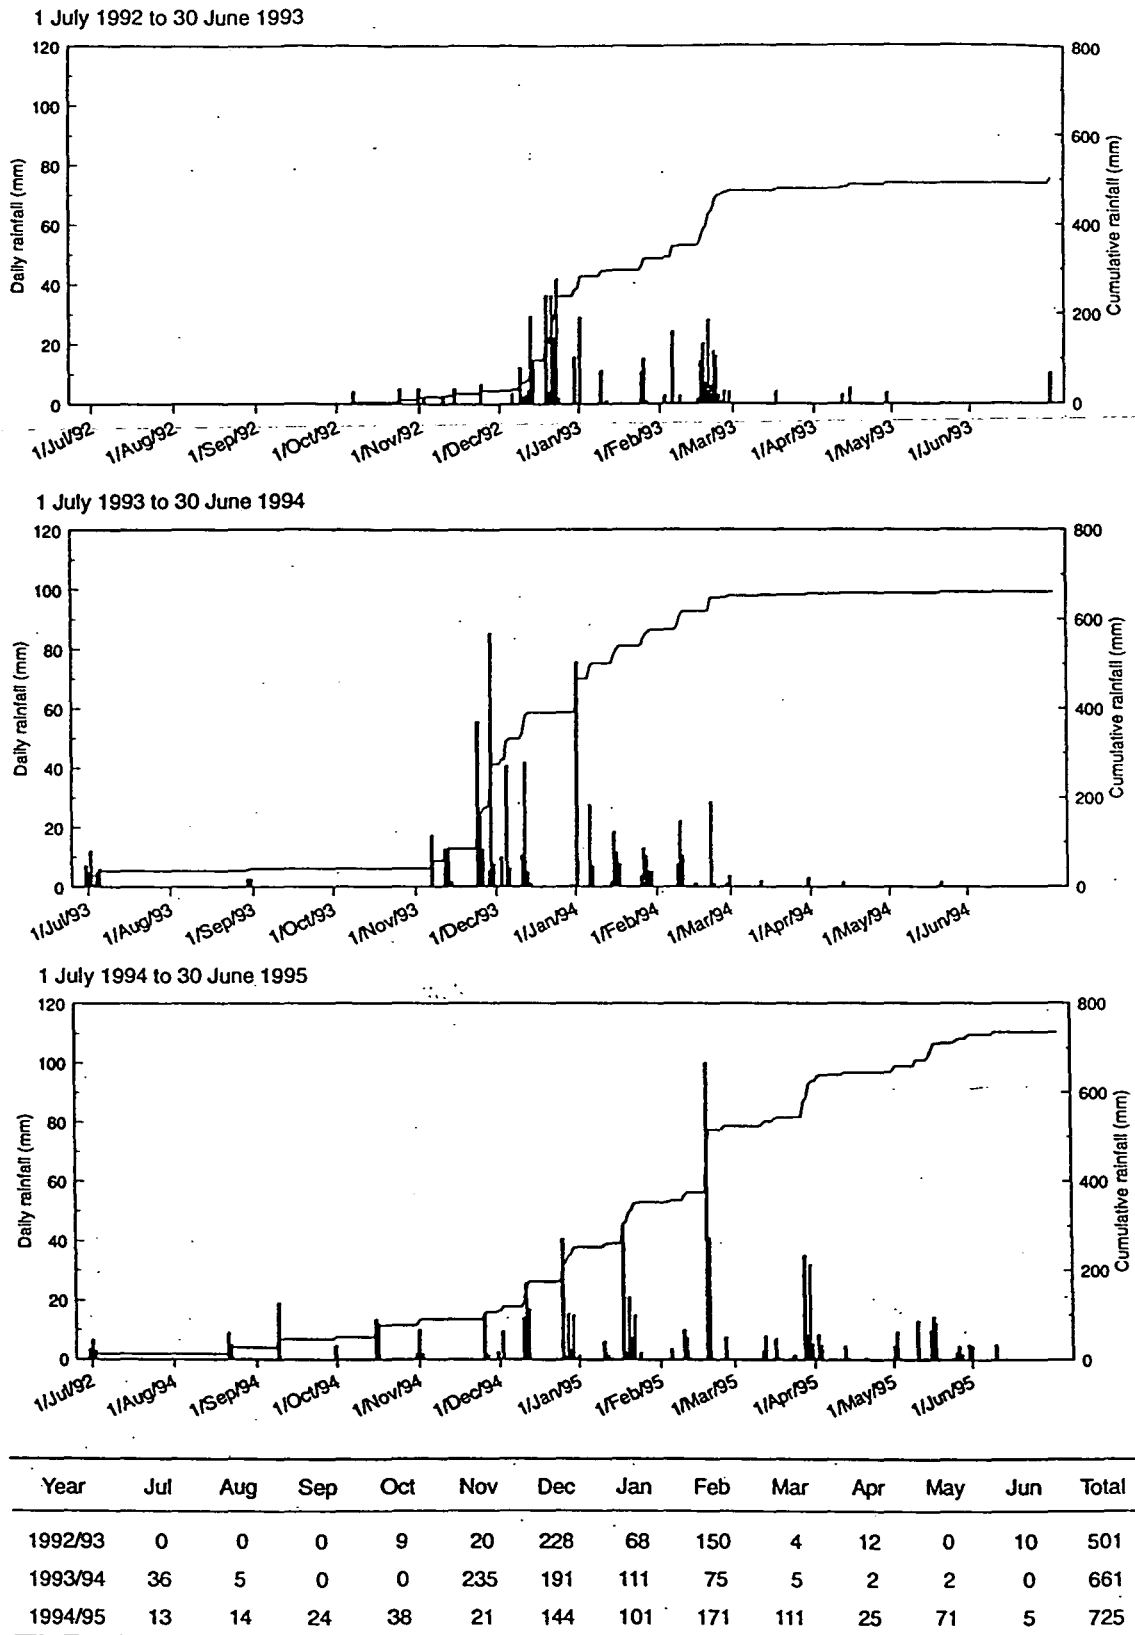 1 July 1992 to 30 June 1993
120
100
80
60
40
20
0
Daily rainfall (mm)
800
600
400
200
0
Cumulative rainfall (mm)
1/Jul/92 1/Aug/92 1/Sep/92 1/Oct/92 1/Nov/92 1/Dec/92 1/Jan/93 1/Feb/93 1/Mar/93 1/Apr/93 1/May/93 1/Jun/93
1 July 1993 to 30 June 1994
120
100
80
60
40
20
0
Daily rainfall (mm)
800
600
400
200
0
Cumulative rainfall (mm)
1/Jul/93 1/Aug/93 1/Sep/93 1/Oct/93 1/Nov/93 1/Dec/93 1/Jan/94 1/Feb/94 1/Mar/94 1/Apr/94 1/May/94 1/Jun/94
1 July 1994 to 30 June 1995
120
100
80
60
40
20
0
Daily rainfall (mm)
800
600
400
200
0
Cumulative rainfall (mm)
1/Jul/92 1/Aug/94 1/Sep/94 1/Oct/94 1/Nov/94 1/Dec/94 1/Jan/95 1/Feb/95 1/Mar/95 1/Apr/95 1/May/95 1/Jun/95
Year Jul Aug Sep Oct Nov Dec Jan Feb Mar Apr May Jun Total
1992/93 0 0 0 9 20 228 68 150 4 12 0 10 501
1993/94 36 5 0 0 235 191 111 75 5 2 2 0 661
1994/95 13 14 24 38 21 144 101 171 111 25 71 5 725